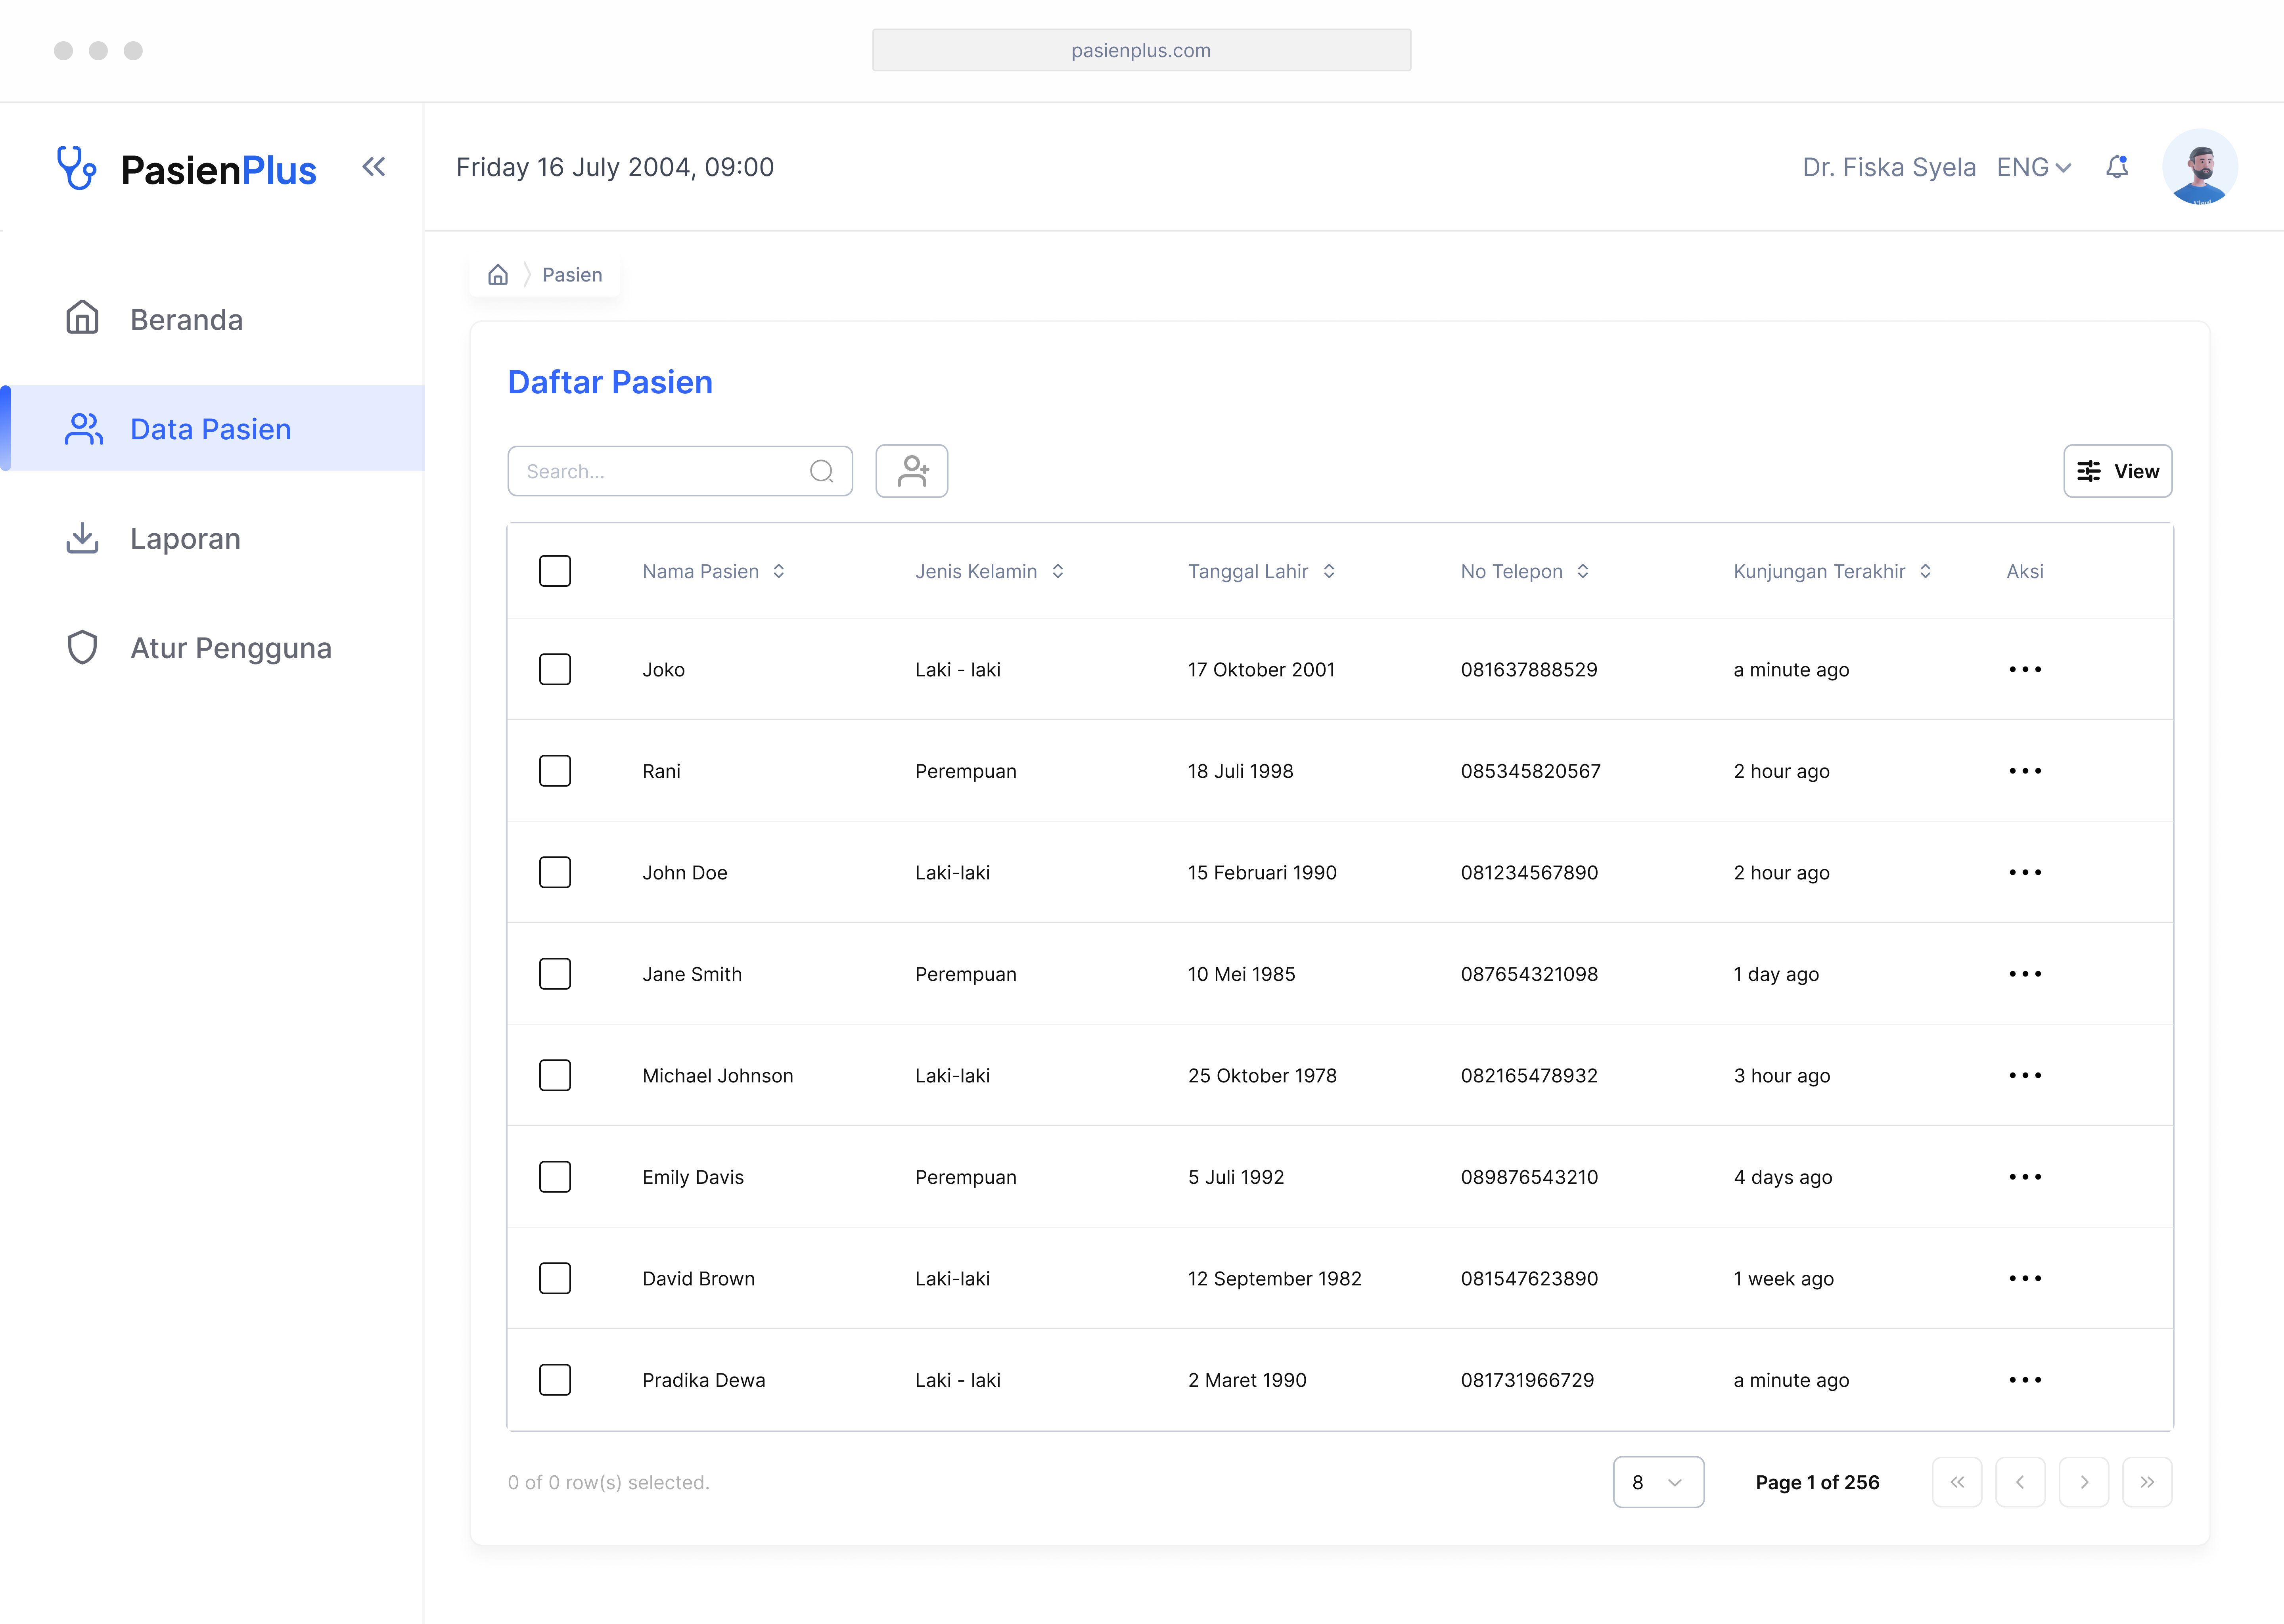 pasienplus.com
PasienPlus
Friday 16 July 2004, 09:00
Dr. Fiska Syela ENG
Beranda
Data Pasien
Laporan
Atur Pengguna
Pasien
Daftar Pasien
Search...
View
Nama Pasien Jenis Kelamin Tanggal Lahir No Telepon Kunjungan Terakhir Aksi
Joko Laki - laki 17 Oktober 2001 081637888529 a minute ago
Rani Perempuan 18 Juli 1998 085345820567 2 hour ago
John Doe Laki-laki 15 Februari 1990 081234567890 2 hour ago
Jane Smith Perempuan 10 Mei 1985 087654321098 1 day ago
Michael Johnson Laki-laki 25 Oktober 1978 082165478932 3 hour ago
Emily Davis Perempuan 5 Juli 1992 089876543210 4 days ago
David Brown Laki-laki 12 September 1982 081547623890 1 week ago
Pradika Dewa Laki - laki 2 Maret 1990 081731966729 a minute ago
0 of 0 row(s) selected.
8
Page 1 of 256